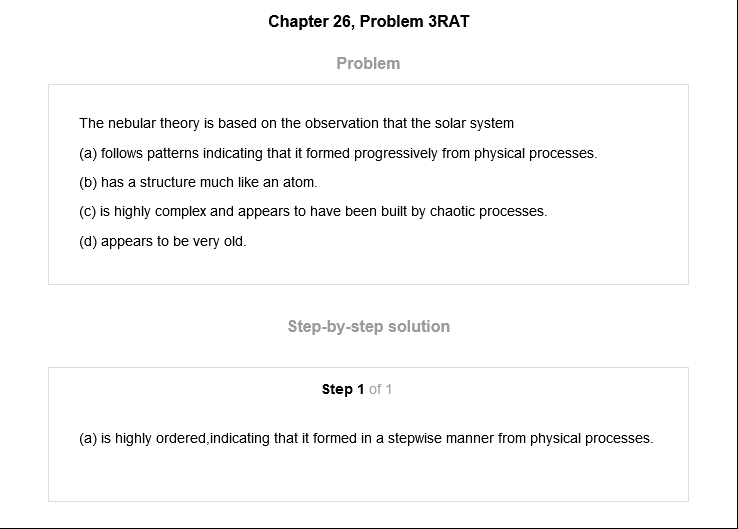 Chapter 26, Problem 3RAT
Problem
The nebular theory is based on the observation that the solar system
(a) follows patterns indicating that it formed progressively from physical processes.
(b) has a structure much like an atom.
(c) is highly complex and appears to have been built by chaotic processes.
(d) appears to be very old.
Step-by-step solution
Step 1 of 1
(a) is highly ordered,indicating that it formed in a stepwise manner from physical processes.